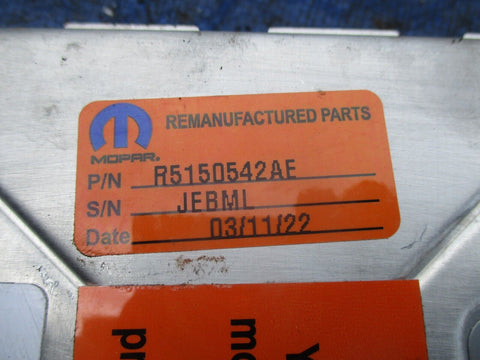 REMANUFACTURED PARTS
MOPAR.
P/N R5150542AE
S/N JEBML
Date 03/11/22